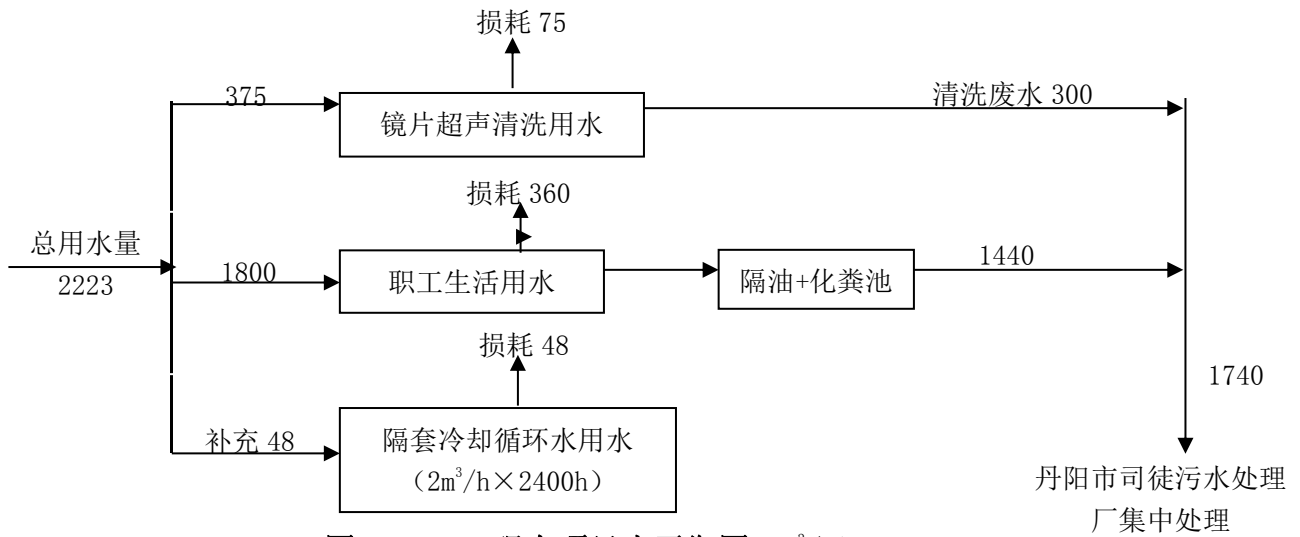 损耗 75
375
镜片超声清洗用水
清洗废水 300
损耗 360
总用水量
2223
1800
职工生活用水
隔油+化粪池
1440
损耗 48
1740
补充 48
隔套冷却循环水用水
（2m³/h×2400h）
丹阳市司徒污水处理
厂集中处理